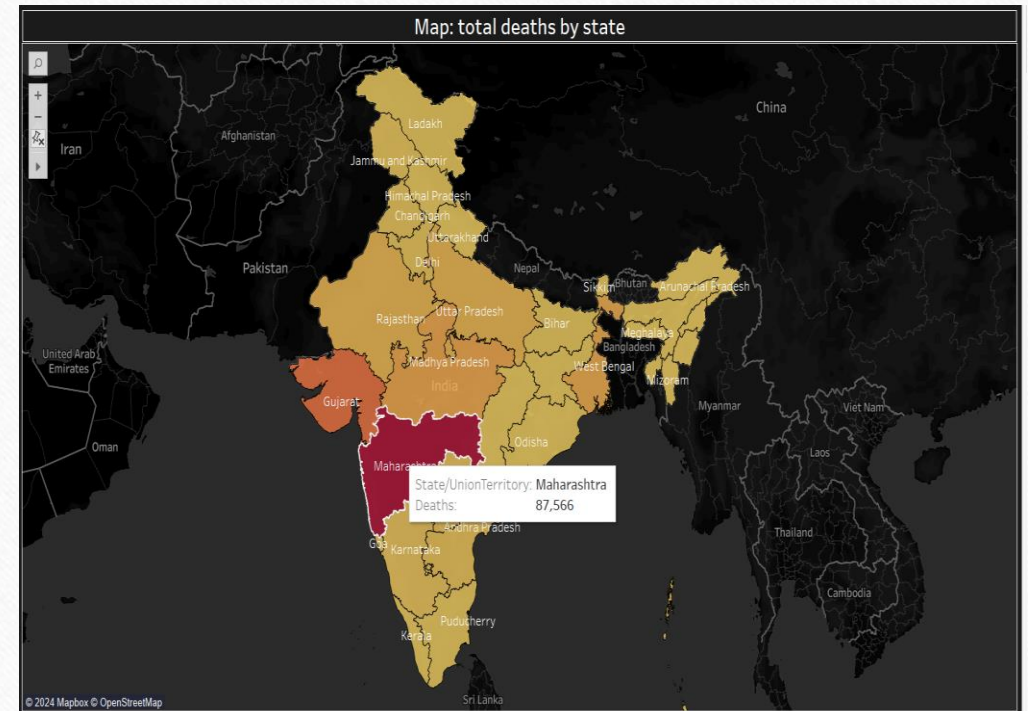 Map: total deaths by state
China
Ladakh
Afghanistan
Iran
Jammu and Kashmir
Himachal Pradesh
Chandigarh
Uttarakhand
Delhi
Pakistan
Nepal
Sikkim
Bhutan
Arunachal Pradesh
Rajasthan
Uttar Pradesh
Bihar
Meghalaya
Bangladesh
United Arab
Emirates
Madhya Pradesh
West Bengal
India
Mizoram
Gujarat
Myanmar
Viet Nam
Oman
Odisha
Laos
Maharashtra
State/UnionTerritory: Maharashtra
Deaths: 87,566
Andhra Pradesh
Thailand
Goa
Karnataka
Cambodia
Puducherry
Kerala
Sri Lanka
© 2024 Mapbox © OpenStreetMap